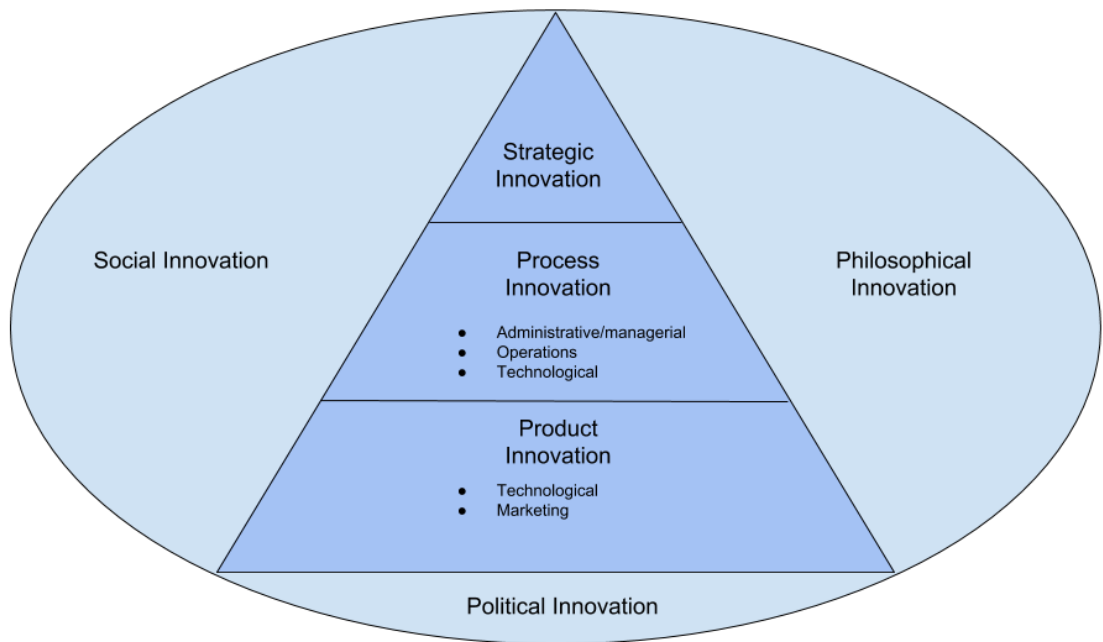 Strategic
Innovation
Social Innovation
Process
Innovation
Philosophical
Innovation
● Administrative/managerial
● Operations
● Technological
Product
Innovation
● Technological
● Marketing
Political Innovation